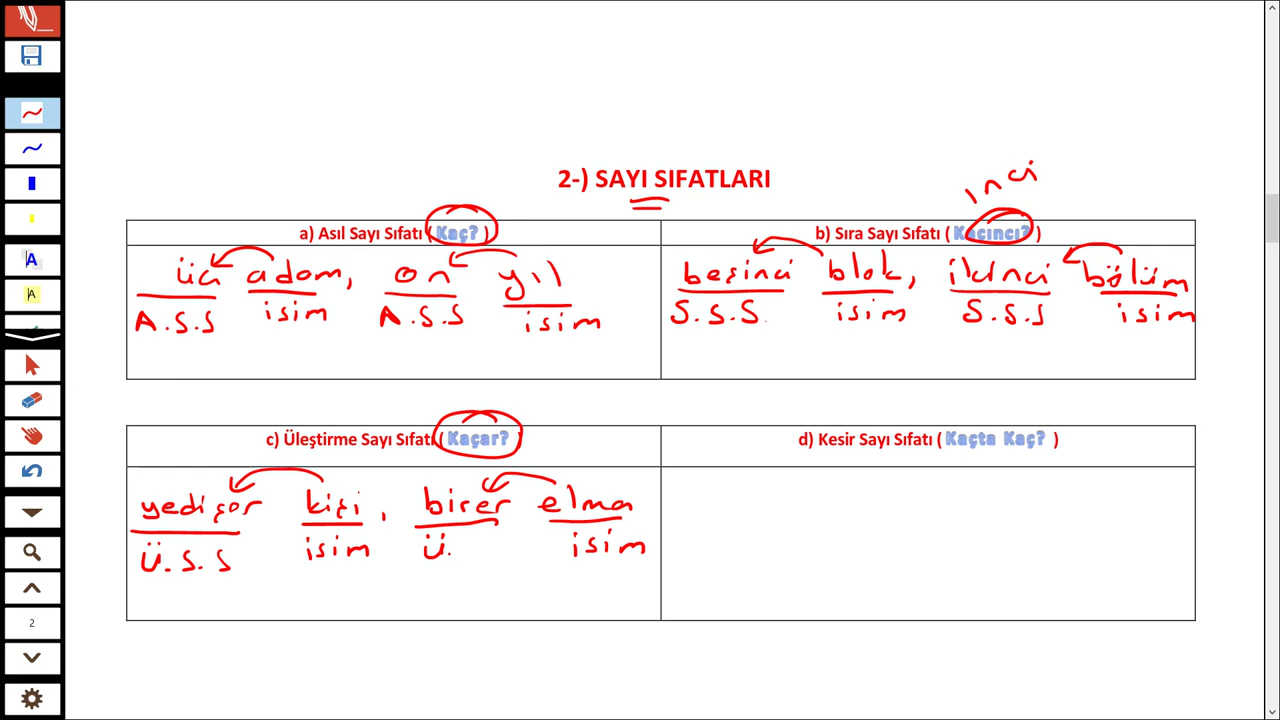 2-) SAYI SIFATLARI
ıncı
a) Asıl Sayı Sıfatı ( Kaç? )
b) Sıra Sayı Sıfatı ( Kaçıncı? )
üç adam, on yıl
A.S.S isim A.S.S isim
beşinci blok, ikinci bölüm
S.S.S. isim S.S.S isim
c) Üleştirme Sayı Sıfatı ( Kaçar? )
d) Kesir Sayı Sıfatı ( Kaçta Kaç? )
yedişer kişi, birer elma
Ü.S.S isim Ü. isim
A
A
2